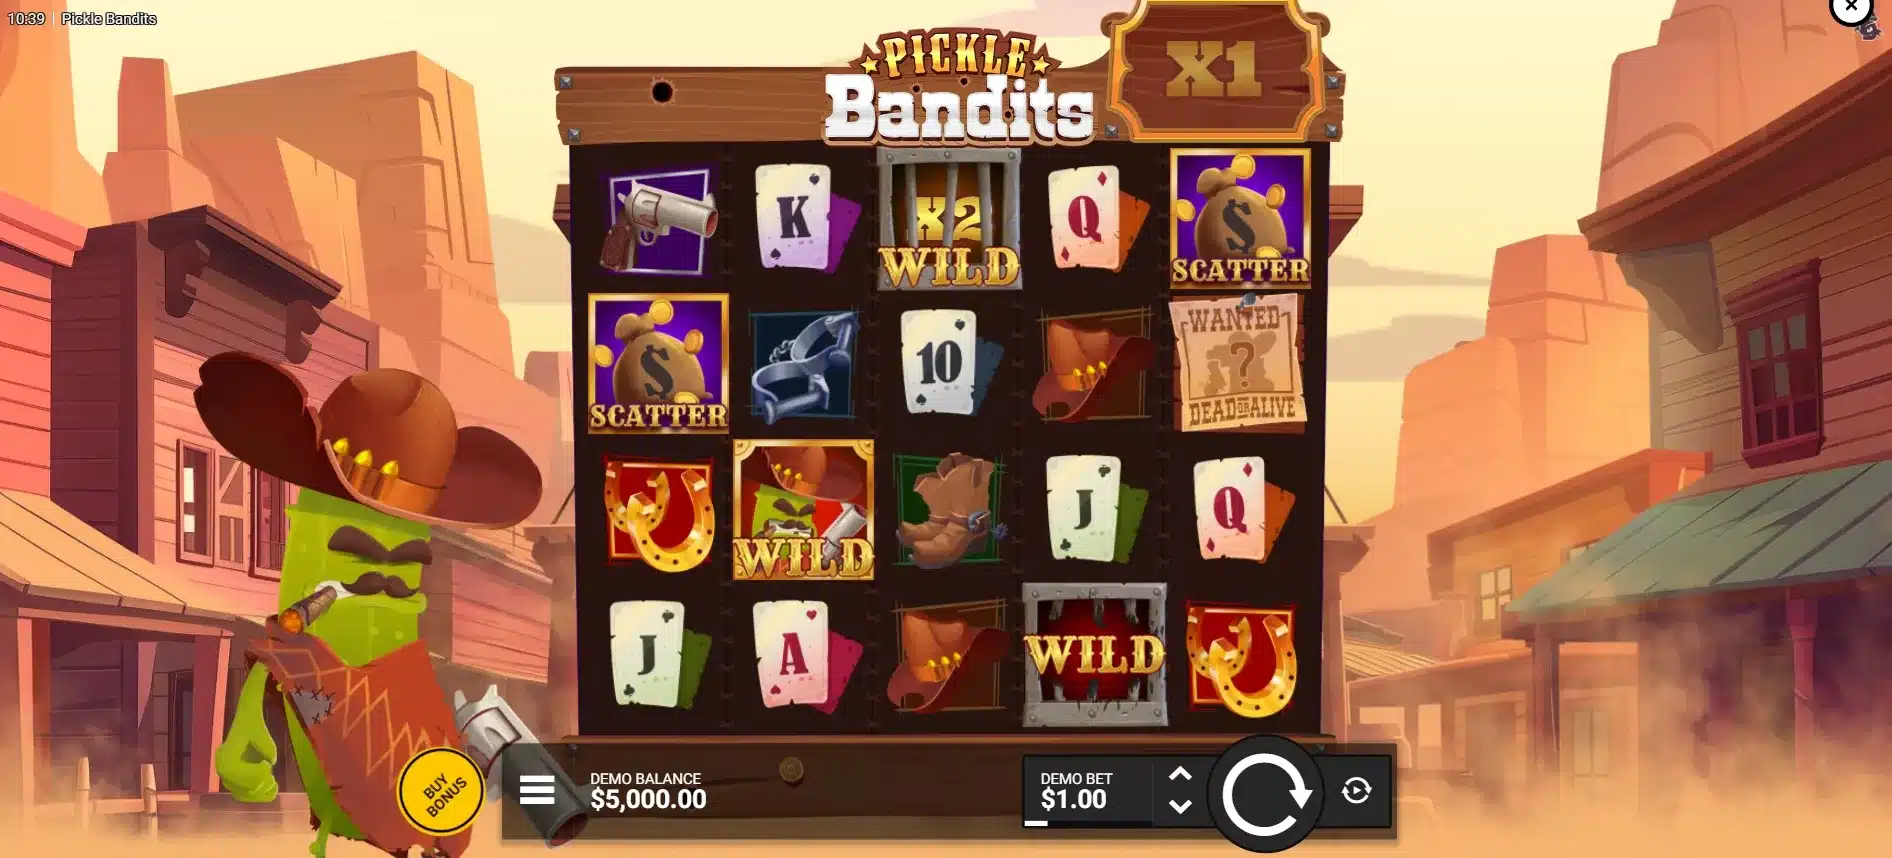 10:39 | Pickle Bandits
PICKLE
Bandits
X1
K
X2
WILD
Q
$
SCATTER
$
SCATTER
10
WANTED
?
DEAD OR ALIVE
WILD
J
Q
J
A
WILD
BUY
BONUS
DEMO BALANCE
$5,000.00
DEMO BET
$1.00